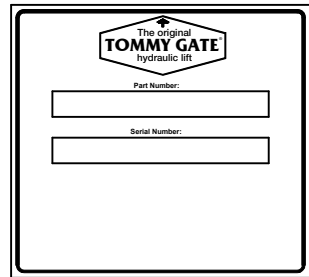 The original
TOMMY GATE®
hydraulic lift
Part Number:
Serial Number: